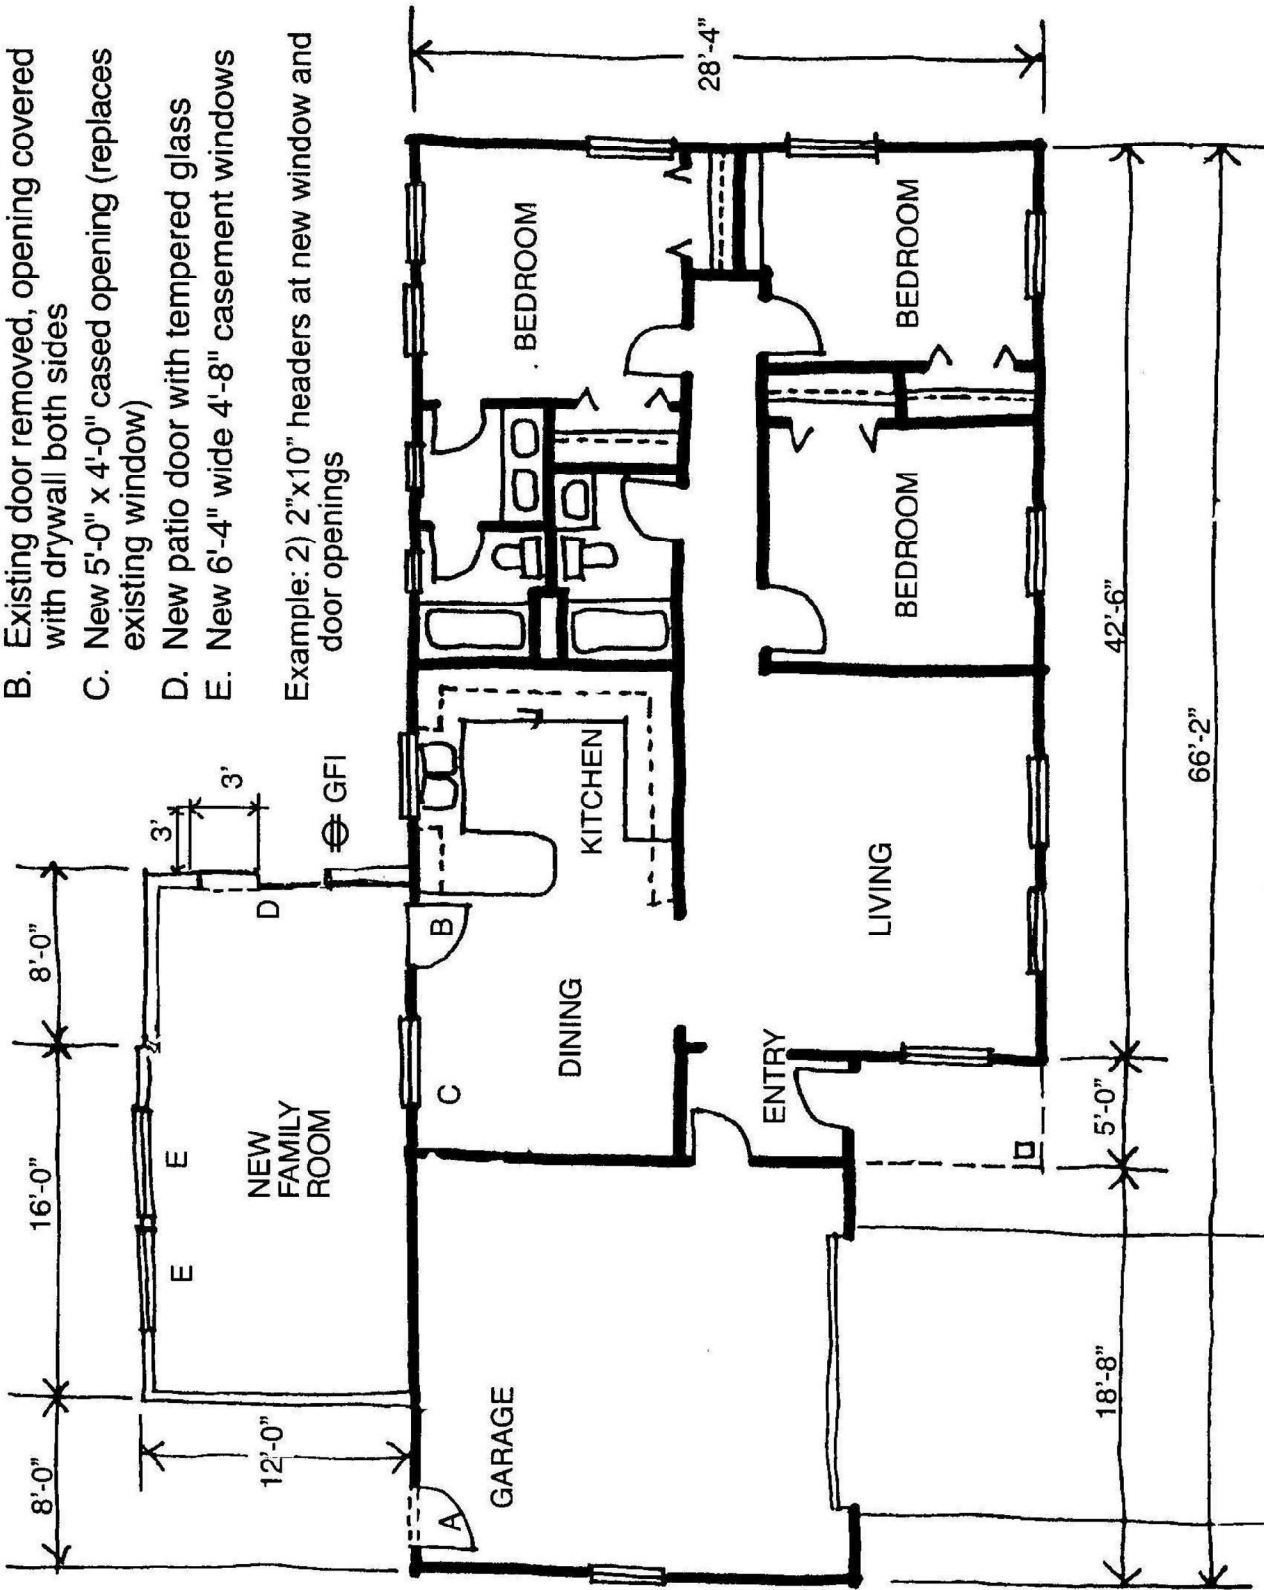 B. Existing door removed, opening covered
with drywall both sides
C. New 5'-0" x 4'-0" cased opening (replaces
existing window)
D. New patio door with tempered glass
E. New 6'-4" wide 4'-8" casement windows
Example: 2) 2"x10" headers at new window and
door openings
8'-0"
16'-0"
8'-0"
12'-0"
3'
3'
GFI
E
E
D
NEW
FAMILY
ROOM
28'-4"
A
C
B
GARAGE
DINING
KITCHEN
BEDROOM
ENTRY
LIVING
BEDROOM
BEDROOM
18'-8"
5'-0"
42'-6"
66'-2"